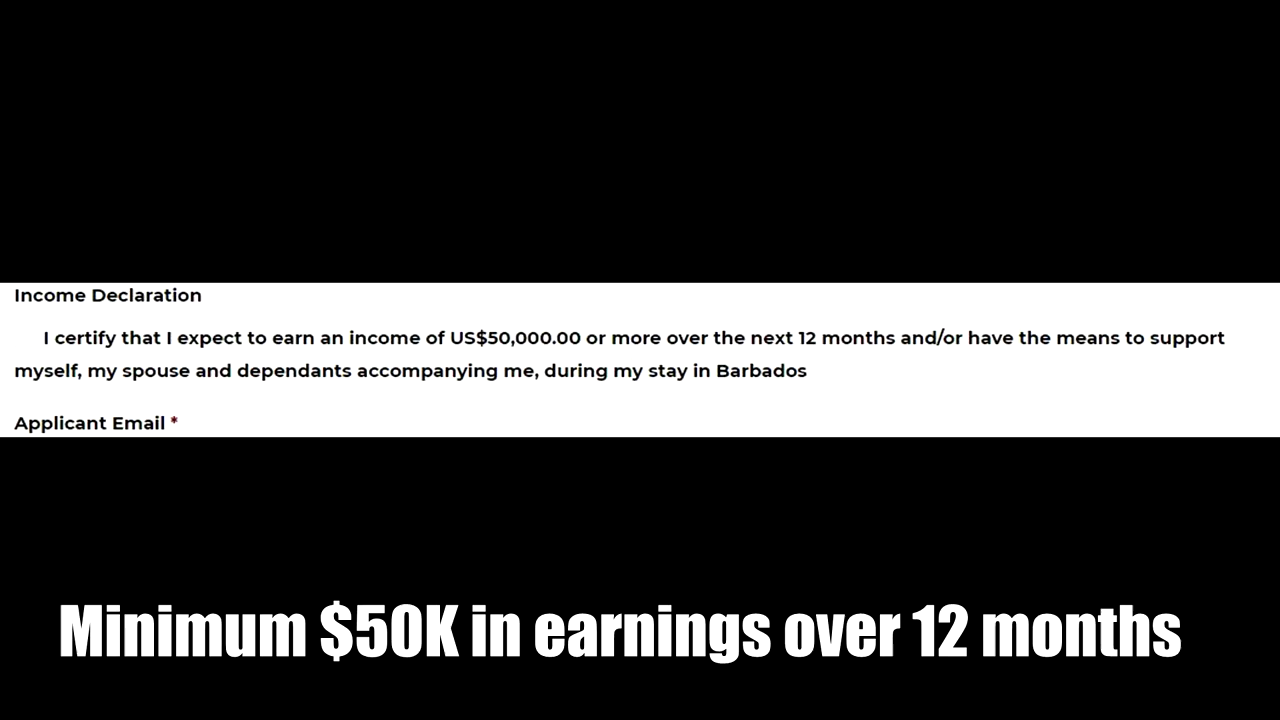 Income Declaration
I certify that I expect to earn an income of US$50,000.00 or more over the next 12 months and/or have the means to support
myself, my spouse and dependants accompanying me, during my stay in Barbados
Applicant Email *
Minimum $50K in earnings over 12 months